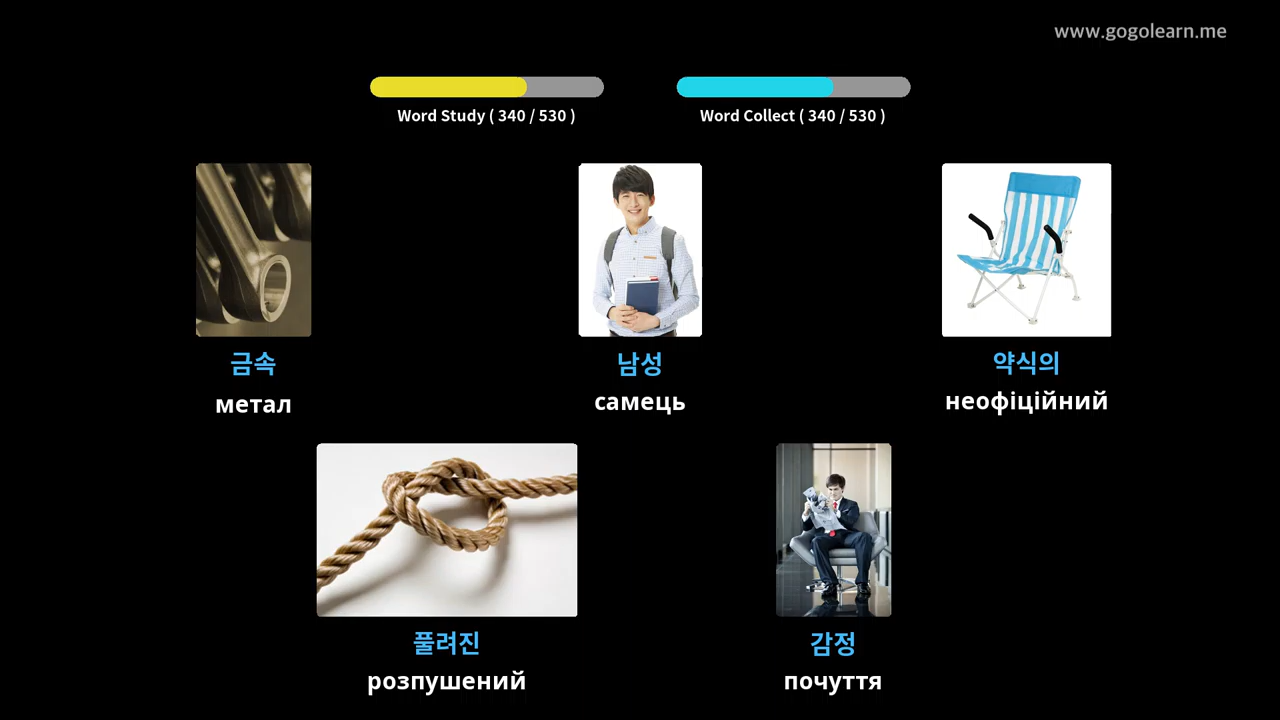 www.gogolearn.me
Word Study ( 340 / 530 )
Word Collect ( 340 / 530 )
금속
метал
남성
самець
약식의
неофіційний
풀려진
розпушений
감정
почуття